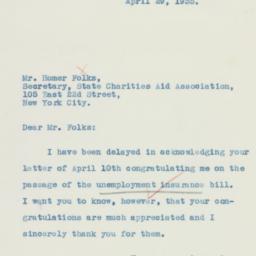 April 29, 1935.
Mr. Homer Folks,
Secretary, State Charities Aid Association,
105 East 22d Street,
New York City.
Dear Mr. Folks:
I have been delayed in acknowledging your
letter of April 10th congratulating me on the
passage of the unemployment insurance bill.
I want you to know, however, that your con-
gratulations are much appreciated and I
sincerely thank you for them.